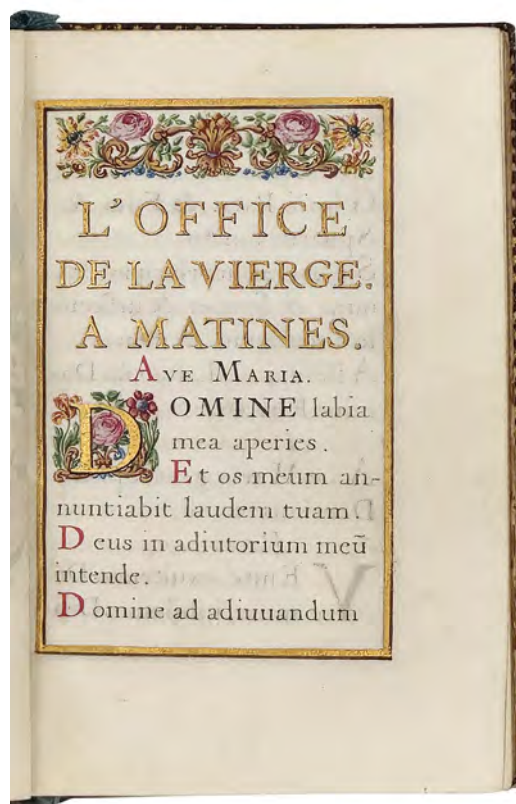 L'OFFICE
DE LA VIERGE.
A MATINES.
AVE MARIA.
DOMINE labia
mea aperies.
Et os meum an-
nuntiabit laudem tuam.
Deus in adiutorium meū
intende.
Domine ad adiuuandum